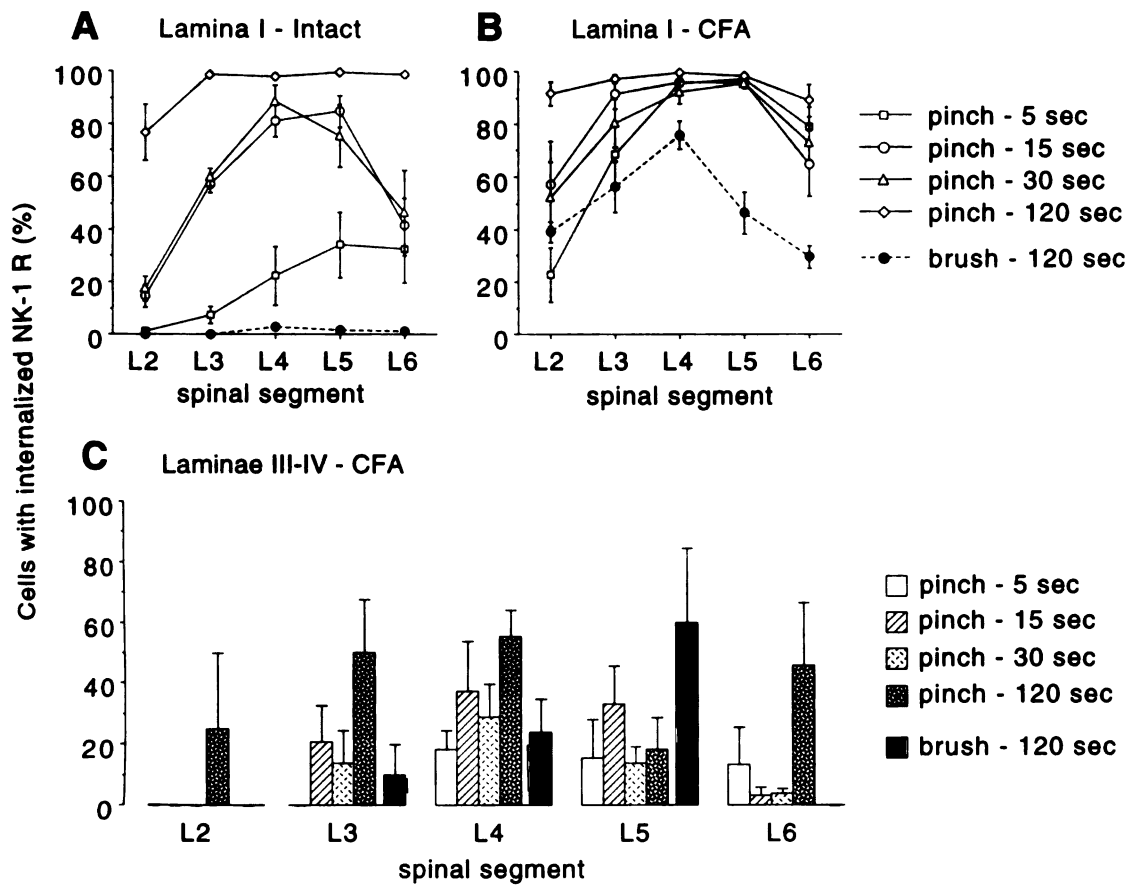 A Lamina I - Intact
B Lamina I - CFA
100
80
60
40
20
0
L2 L3 L4 L5 L6
spinal segment
100
80
60
40
20
0
L2 L3 L4 L5 L6
spinal segment
pinch - 5 sec
pinch - 15 sec
pinch - 30 sec
pinch - 120 sec
brush - 120 sec
Cells with internalized NK-1 R (%)
C Laminae III-IV - CFA
100
80
60
40
20
0
L2 L3 L4 L5 L6
spinal segment
pinch - 5 sec
pinch - 15 sec
pinch - 30 sec
pinch - 120 sec
brush - 120 sec